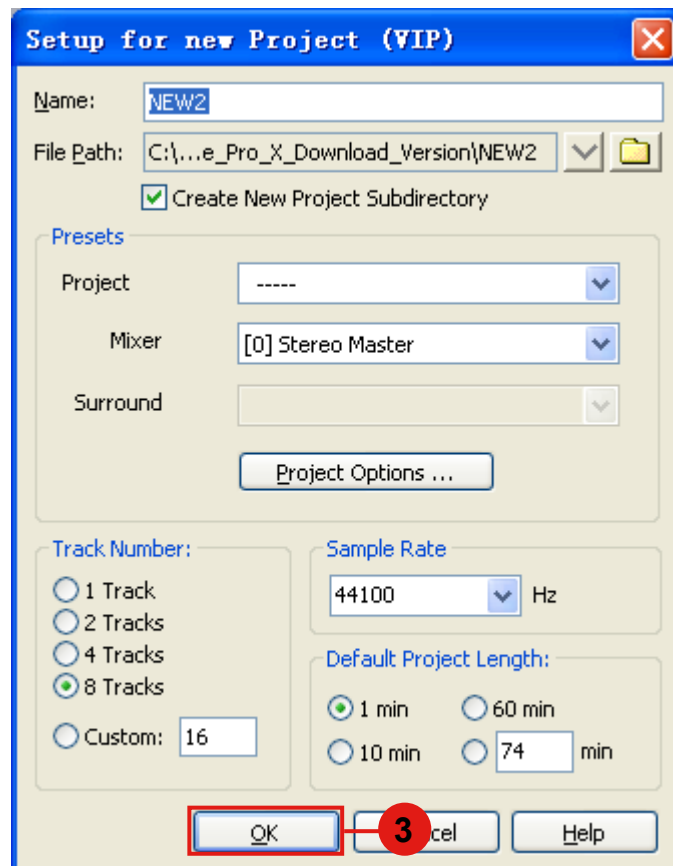 Setup for new Project (VIP)
Name: NEW2
File Path: C:\...e_Pro_X_Download_Version\NEW2
Create New Project Subdirectory
Presets
Project -----
Mixer [0] Stereo Master
Surround
Project Options ...
Track Number:
1 Track
2 Tracks
4 Tracks
8 Tracks
Custom: 16
Sample Rate
44100 Hz
Default Project Length:
1 min 60 min
10 min 74 min
OK 3 cel Help